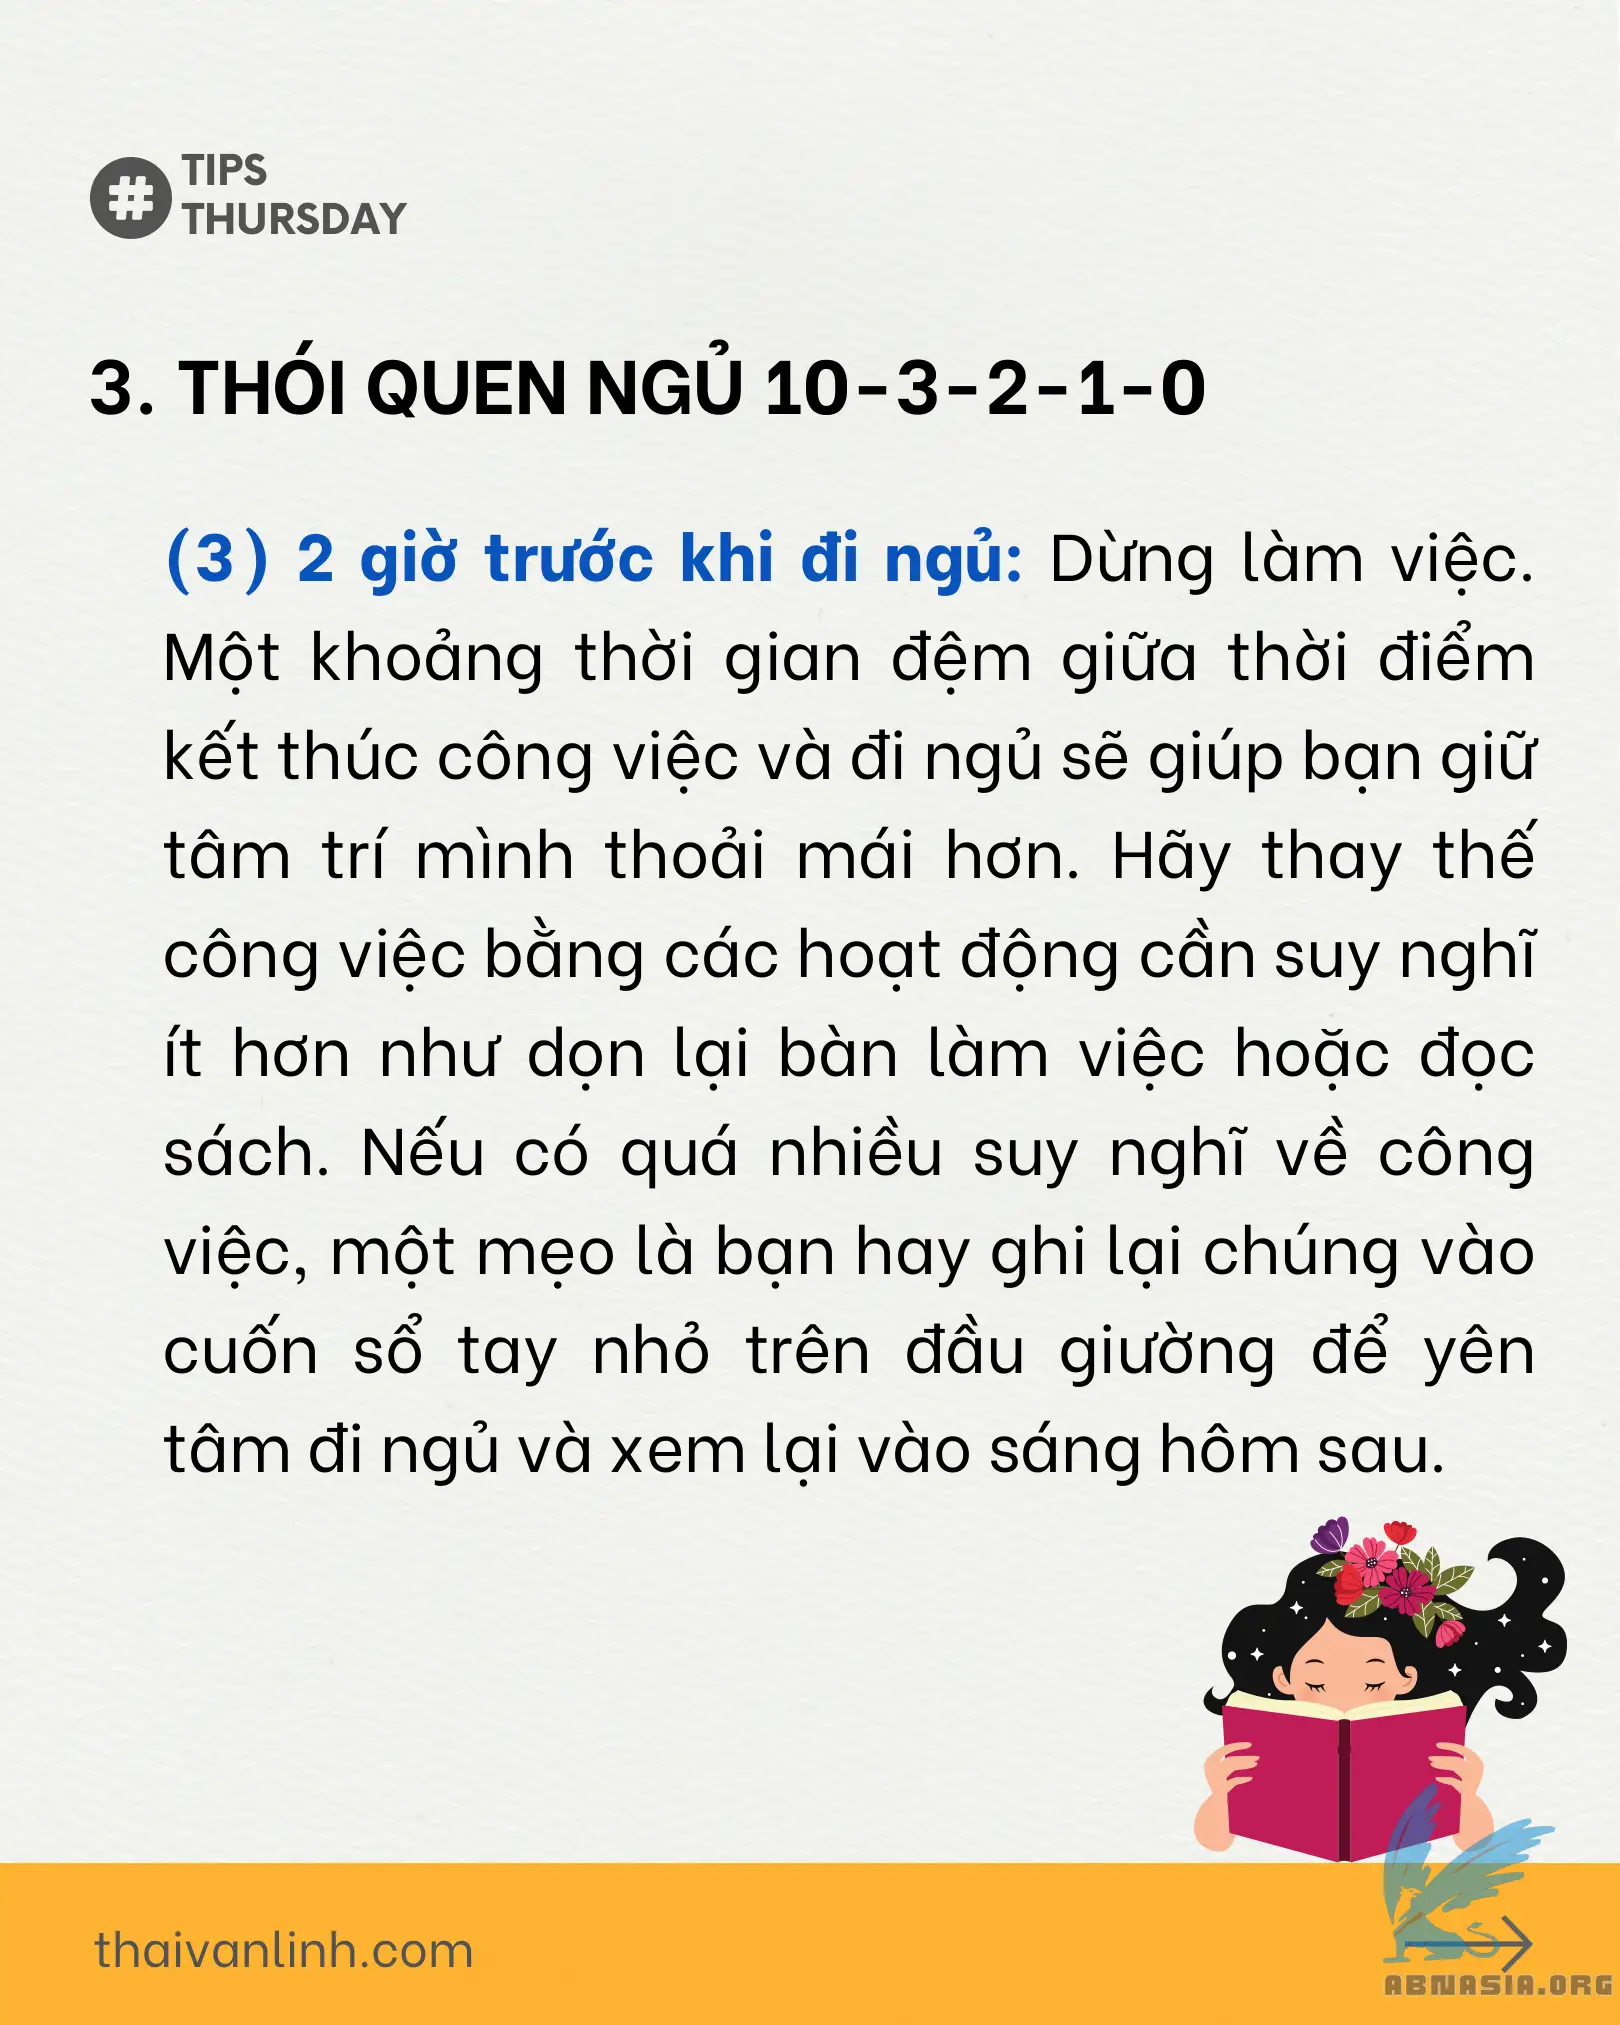 #
TIPS
THURSDAY
3. THÓI QUEN NGỦ 10-3-2-1-0
(3) 2 giờ trước khi đi ngủ: Dừng làm việc.
Một khoảng thời gian đệm giữa thời điểm
kết thúc công việc và đi ngủ sẽ giúp bạn giữ
tâm trí mình thoải mái hơn. Hãy thay thế
công việc bằng các hoạt động cần suy nghĩ
ít hơn như dọn lại bàn làm việc hoặc đọc
sách. Nếu có quá nhiều suy nghĩ về công
việc, một mẹo là bạn hay ghi lại chúng vào
cuốn sổ tay nhỏ trên đầu giường để yên
tâm đi ngủ và xem lại vào sáng hôm sau.
thaivanlinh.com
ABNASIA.ORG